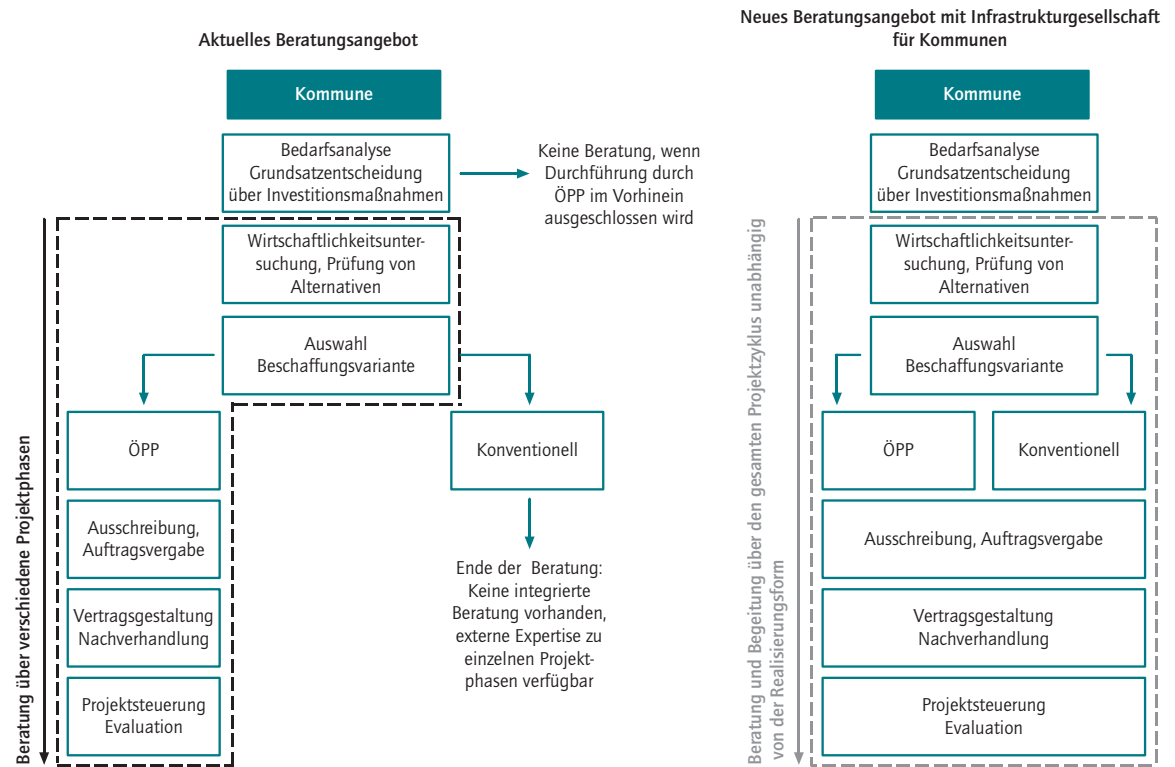 Aktuelles Beratungsangebot
Kommune
Bedarfsanalyse
Grundsatzentscheidung
über Investitionsmaßnahmen
Keine Beratung, wenn
Durchführung durch
ÖPP im Vorhinein
ausgeschlossen wird
Wirtschaftlichkeitsunter-
suchung, Prüfung von
Alternativen
Auswahl
Beschaffungsvariante
ÖPP
Konventionell
Ausschreibung,
Auftragsvergabe
Ende der Beratung:
Keine integrierte
Beratung vorhanden,
externe Expertise zu
einzelnen Projekt-
phasen verfügbar
Vertragsgestaltung
Nachverhandlung
Projektsteuerung
Evaluation
Beratung über verschiedene Projektphasen
Neues Beratungsangebot mit Infrastrukturgesellschaft
für Kommunen
Kommune
Bedarfsanalyse
Grundsatzentscheidung
über Investitionsmaßnahmen
Wirtschaftlichkeitsunter-
suchung, Prüfung von
Alternativen
Auswahl
Beschaffungsvariante
ÖPP
Konventionell
Ausschreibung, Auftragsvergabe
Vertragsgestaltung
Nachverhandlung
Projektsteuerung
Evaluation
Beratung und Begeitung über den gesamten Projektzyklus unabhängig
von der Realisierungsform